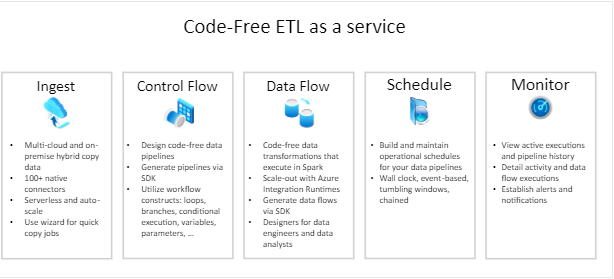 Code-Free ETL as a service
Ingest
• Multi-cloud and on-
premise hybrid copy
data
• 100+ native
connectors
• Serverless and auto-
scale
• Use wizard for quick
copy jobs
Control Flow
• Design code-free data
pipelines
• Generate pipelines via
SDK
• Utilize workflow
constructs: loops,
branches, conditional
execution, variables,
parameters, ...
Data Flow
• Code-free data
transformations that
execute in Spark
• Scale-out with Azure
Integration Runtimes
• Generate data flows
via SDK
• Designers for data
engineers and data
analysts
Schedule
• Build and maintain
operational schedules
for your data pipelines
• Wall clock, event-based,
tumbling windows,
chained
Monitor
• View active executions
and pipeline history
• Detail activity and data
flow executions
• Establish alerts and
notifications